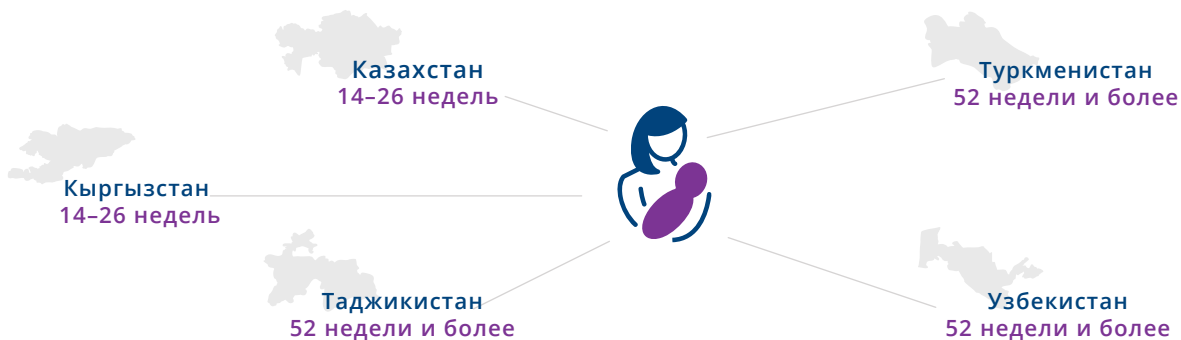 Казахстан
14–26 недель
Туркменистан
52 недели и более
Кыргызстан
14–26 недель
Таджикистан
52 недели и более
Узбекистан
52 недели и более